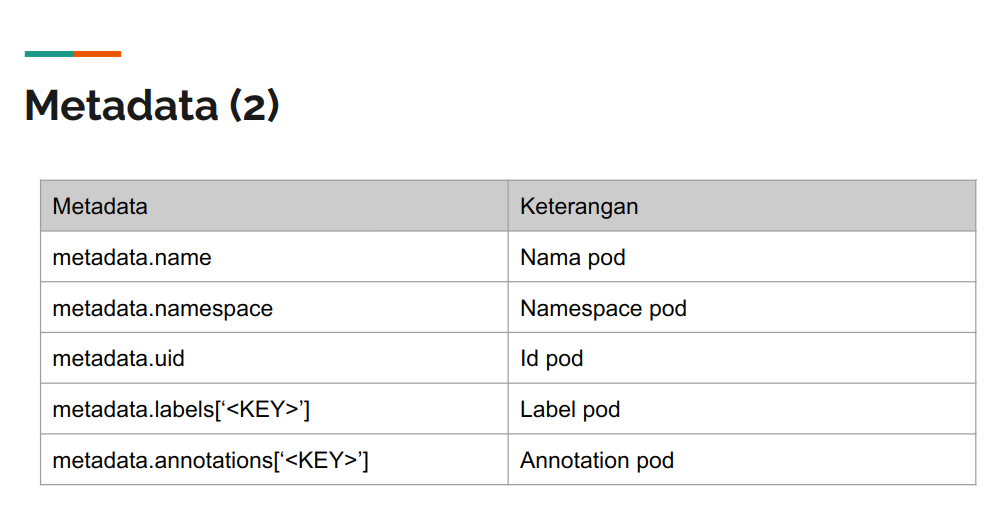 Metadata (2)
Metadata Keterangan
metadata.name Nama pod
metadata.namespace Namespace pod
metadata.uid Id pod
metadata.labels[‘<KEY>’] Label pod
metadata.annotations[‘<KEY>’] Annotation pod